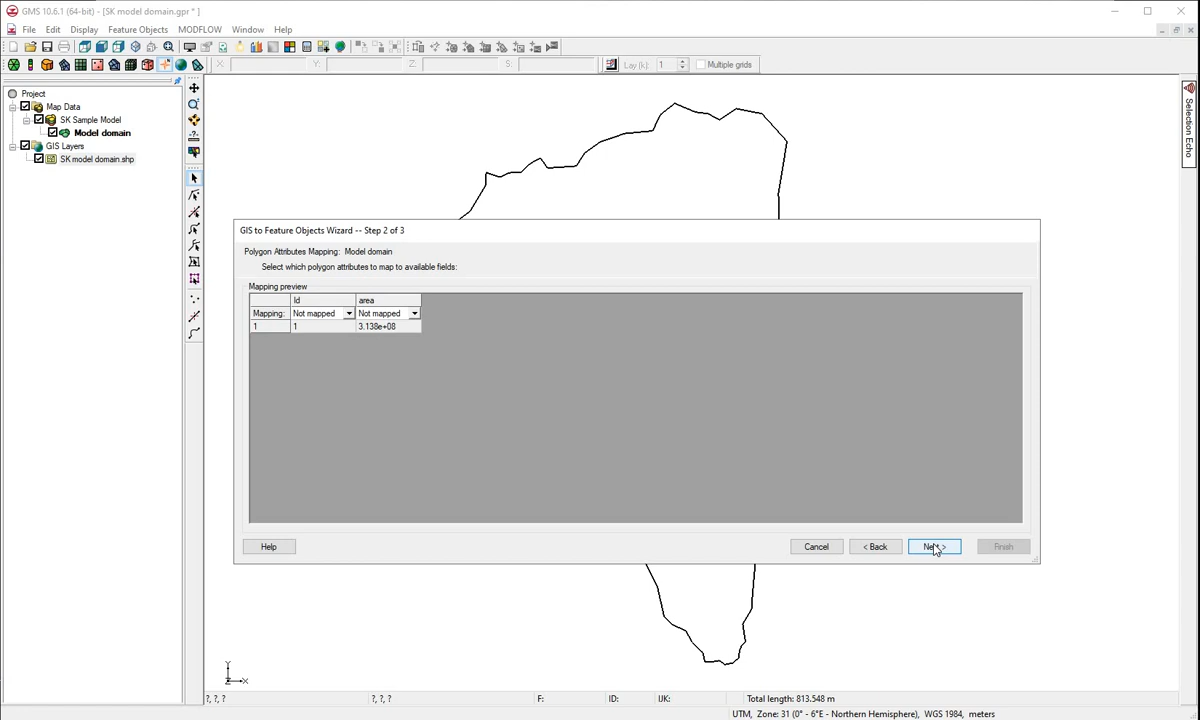 GMS 10.6.1 (64-bit) - [SK model domain.gpr * ]
File Edit Display Feature Objects MODFLOW Window Help
X: Y: Z: S: Lay (k): 1 Multiple grids
Project
Map Data
SK Sample Model
Model domain
GIS Layers
SK model domain.shp
Selection Echo
GIS to Feature Objects Wizard -- Step 2 of 3
Polygon Attributes Mapping: Model domain
Select which polygon attributes to map to available fields:
Mapping preview
Id area
Mapping: Not mapped Not mapped
1 1 3.138e+08
Help Cancel < Back Next > Finish
Y
Z X
?, ?, ? ?, ?, ? F: ID: IJK: Total length: 813.548 m
UTM, Zone: 31 (0° - 6°E - Northern Hemisphere), WGS 1984, meters